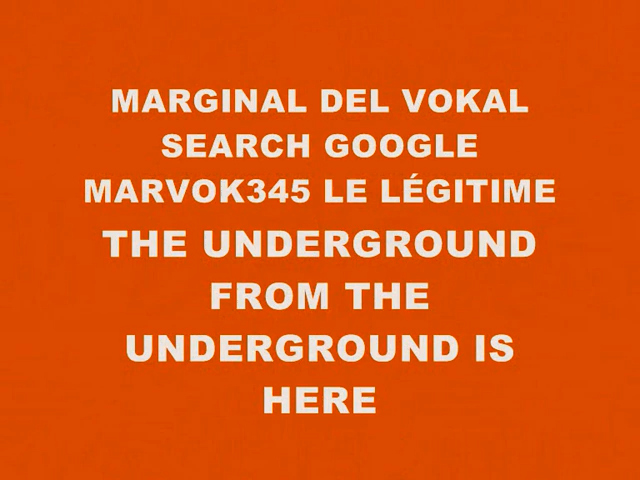 MARGINAL DEL VOKAL
SEARCH GOOGLE
MARVOK345 LE LÉGITIME
THE UNDERGROUND
FROM THE
UNDERGROUND IS
HERE